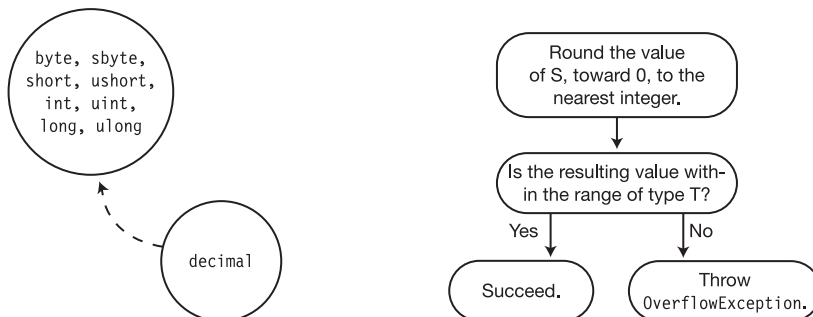 byte, sbyte,
short, ushort,
int, uint,
long, ulong
decimal
Round the value
of S, toward 0, to the
nearest integer.
Is the resulting value with-
in the range of type T?
Yes
No
Succeed.
Throw
OverflowException.